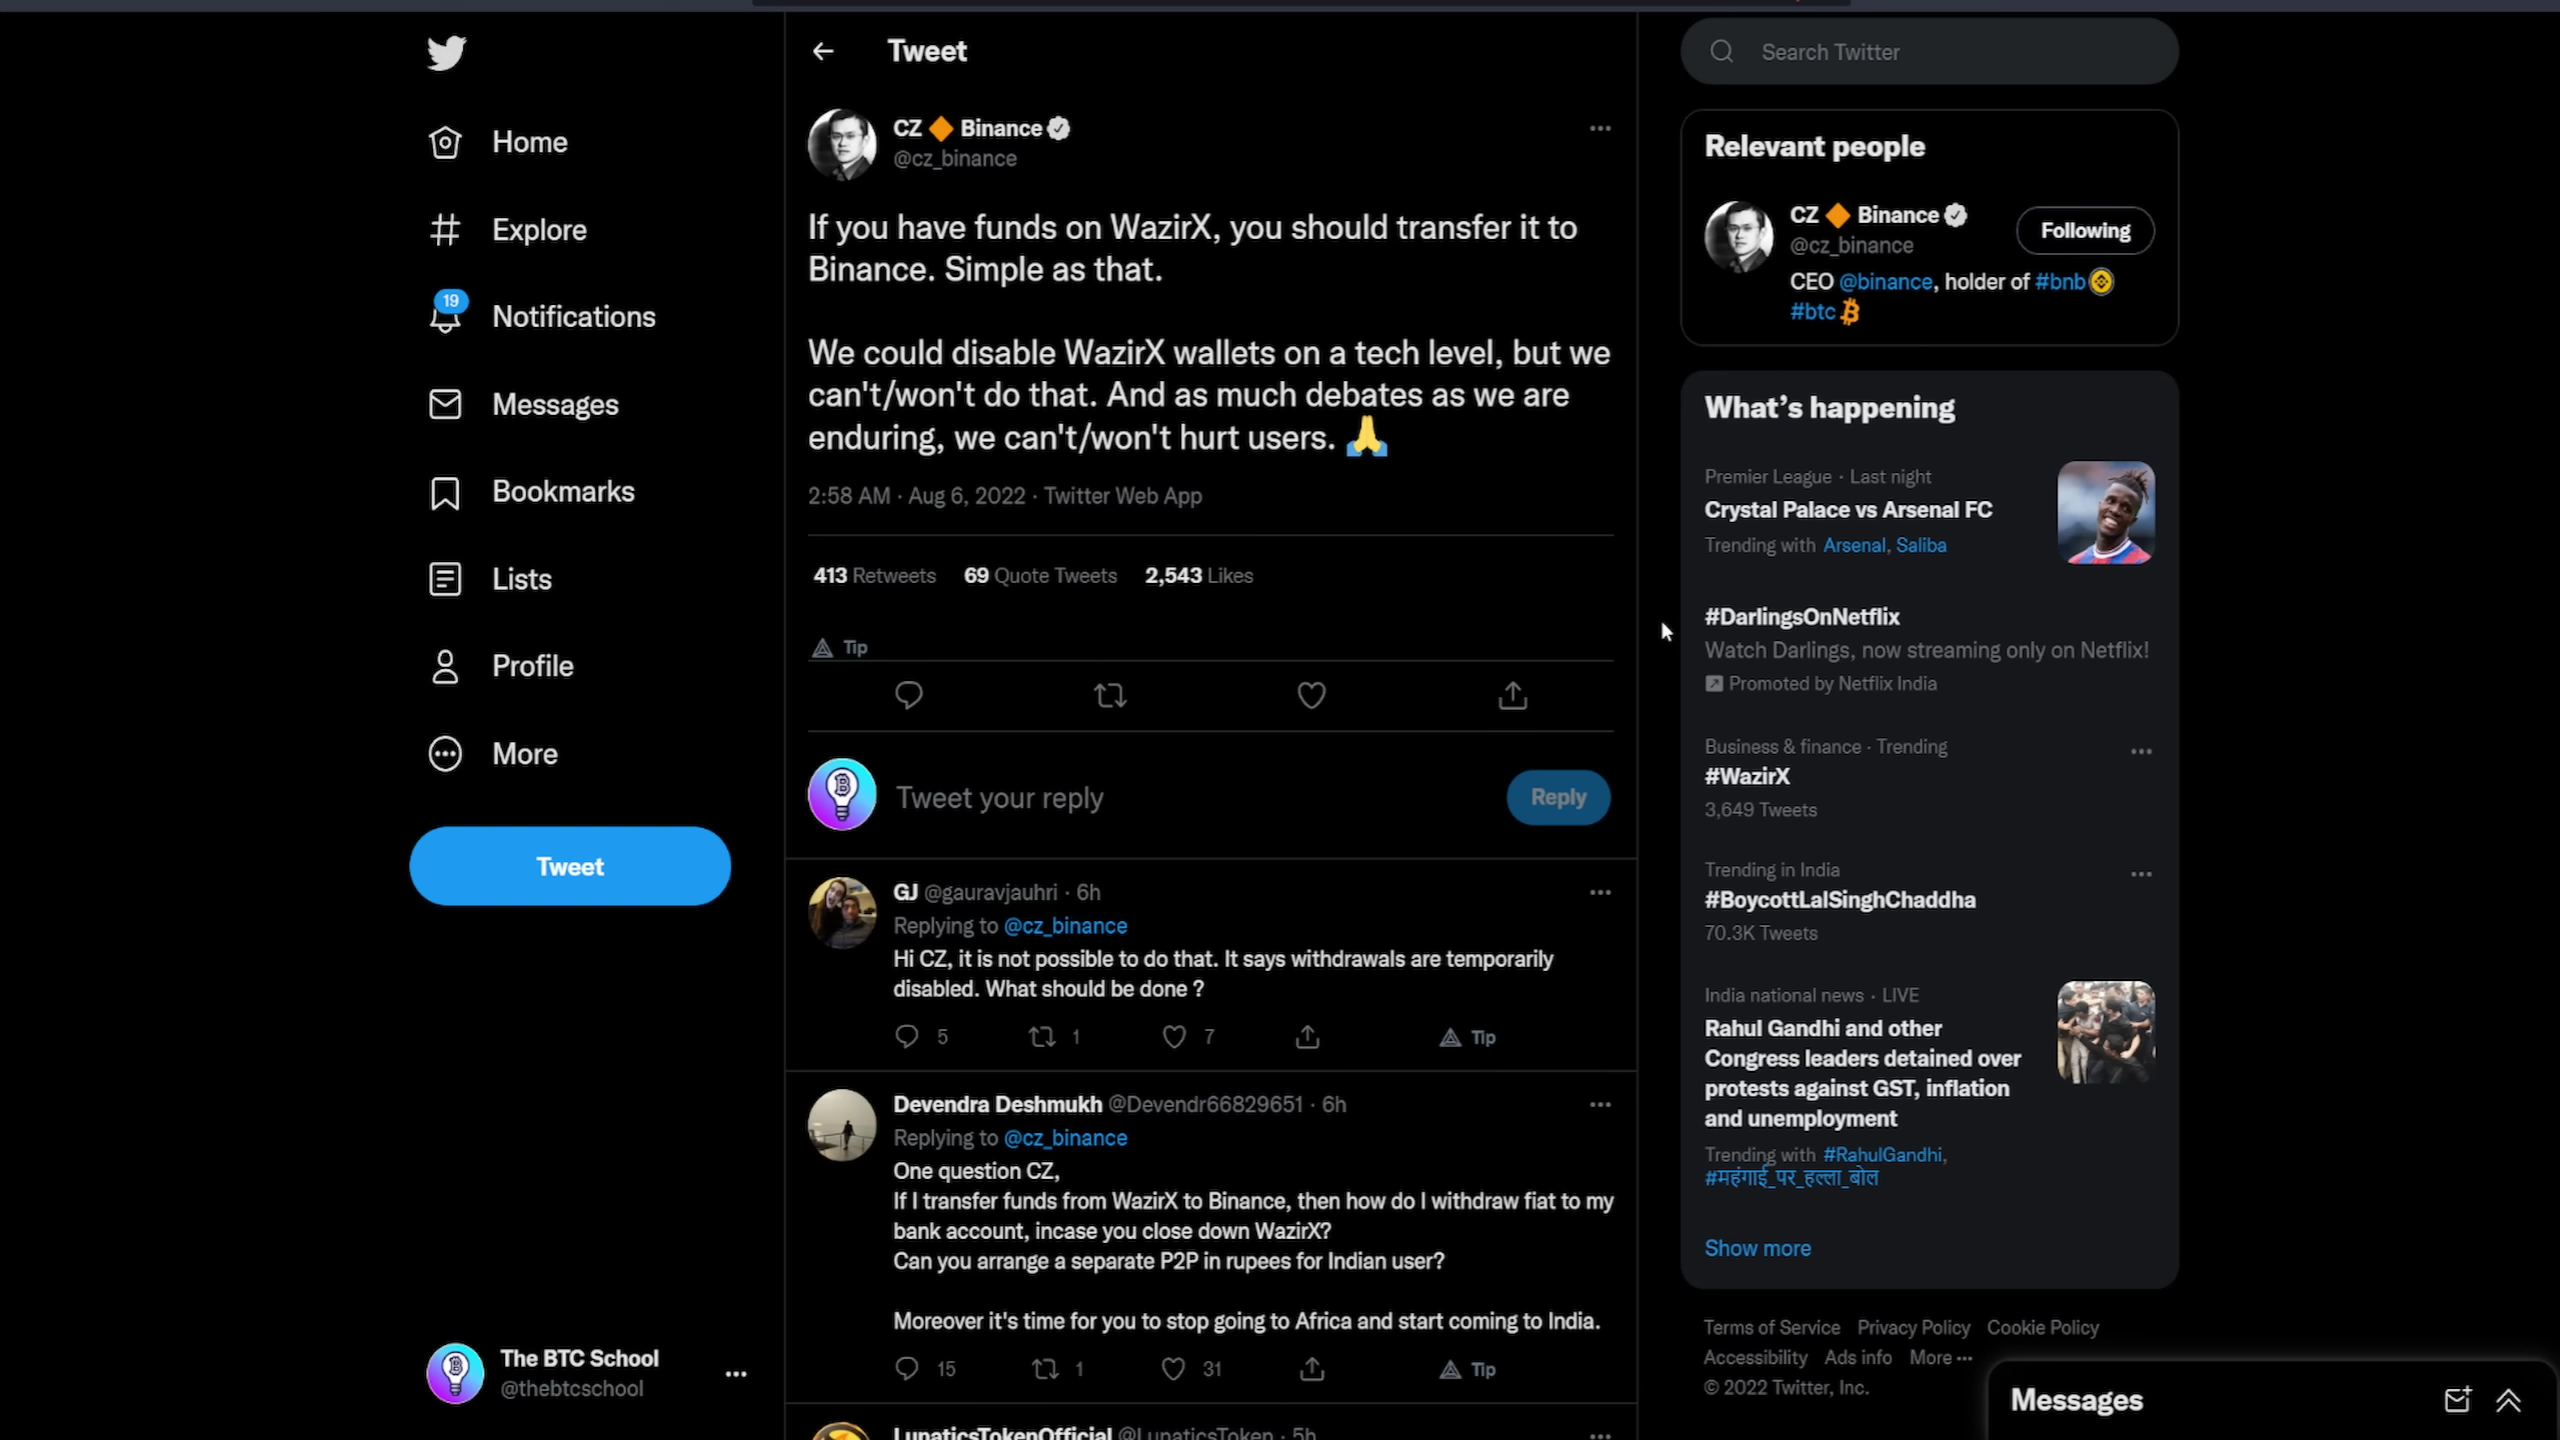 Home
Explore
19
Notifications
Messages
Bookmarks
Lists
Profile
More
Tweet
The BTC School
@thebtcschool
Tweet
CZ 🔶 Binance
@cz_binance
If you have funds on WazirX, you should transfer it to
Binance. Simple as that.
We could disable WazirX wallets on a tech level, but we
can't/won't do that. And as much debates as we are
enduring, we can't/won't hurt users. 🙏
2:58 AM · Aug 6, 2022 · Twitter Web App
413 Retweets 69 Quote Tweets 2,543 Likes
Tip
Tweet your reply
Reply
GJ @gauravjauhri · 6h
Replying to @cz_binance
Hi CZ, it is not possible to do that. It says withdrawals are temporarily
disabled. What should be done ?
5 1 7 Tip
Devendra Deshmukh @Devendr66829651 · 6h
Replying to @cz_binance
One question CZ,
If I transfer funds from WazirX to Binance, then how do I withdraw fiat to my
bank account, incase you close down WazirX?
Can you arrange a separate P2P in rupees for Indian user?
Moreover it's time for you to stop going to Africa and start coming to India.
15 1 31 Tip
LunaticsTokenOfficial @LunaticsToken · 5h
Search Twitter
Relevant people
CZ 🔶 Binance
@cz_binance
Following
CEO @binance, holder of #bnb
#btc
What's happening
Premier League · Last night
Crystal Palace vs Arsenal FC
Trending with Arsenal, Saliba
#DarlingsOnNetflix
Watch Darlings, now streaming only on Netflix!
Promoted by Netflix India
Business & finance · Trending
#WazirX
3,649 Tweets
Trending in India
#BoycottLalSinghChaddha
70.3K Tweets
India national news · LIVE
Rahul Gandhi and other
Congress leaders detained over
protests against GST, inflation
and unemployment
Trending with #RahulGandhi,
#महंगाई_पर_हल्ला_बोल
Show more
Terms of Service Privacy Policy Cookie Policy
Accessibility Ads info More ···
© 2022 Twitter, Inc.
Messages